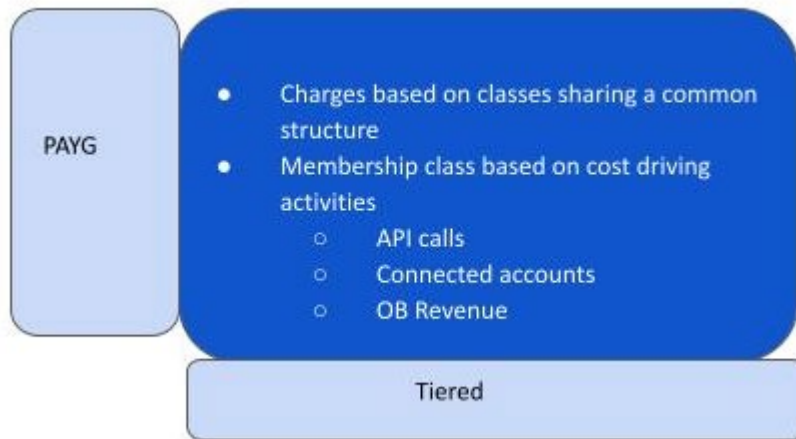 PAYG
● Charges based on classes sharing a common
structure
● Membership class based on cost driving
activities
○ API calls
○ Connected accounts
○ OB Revenue
Tiered